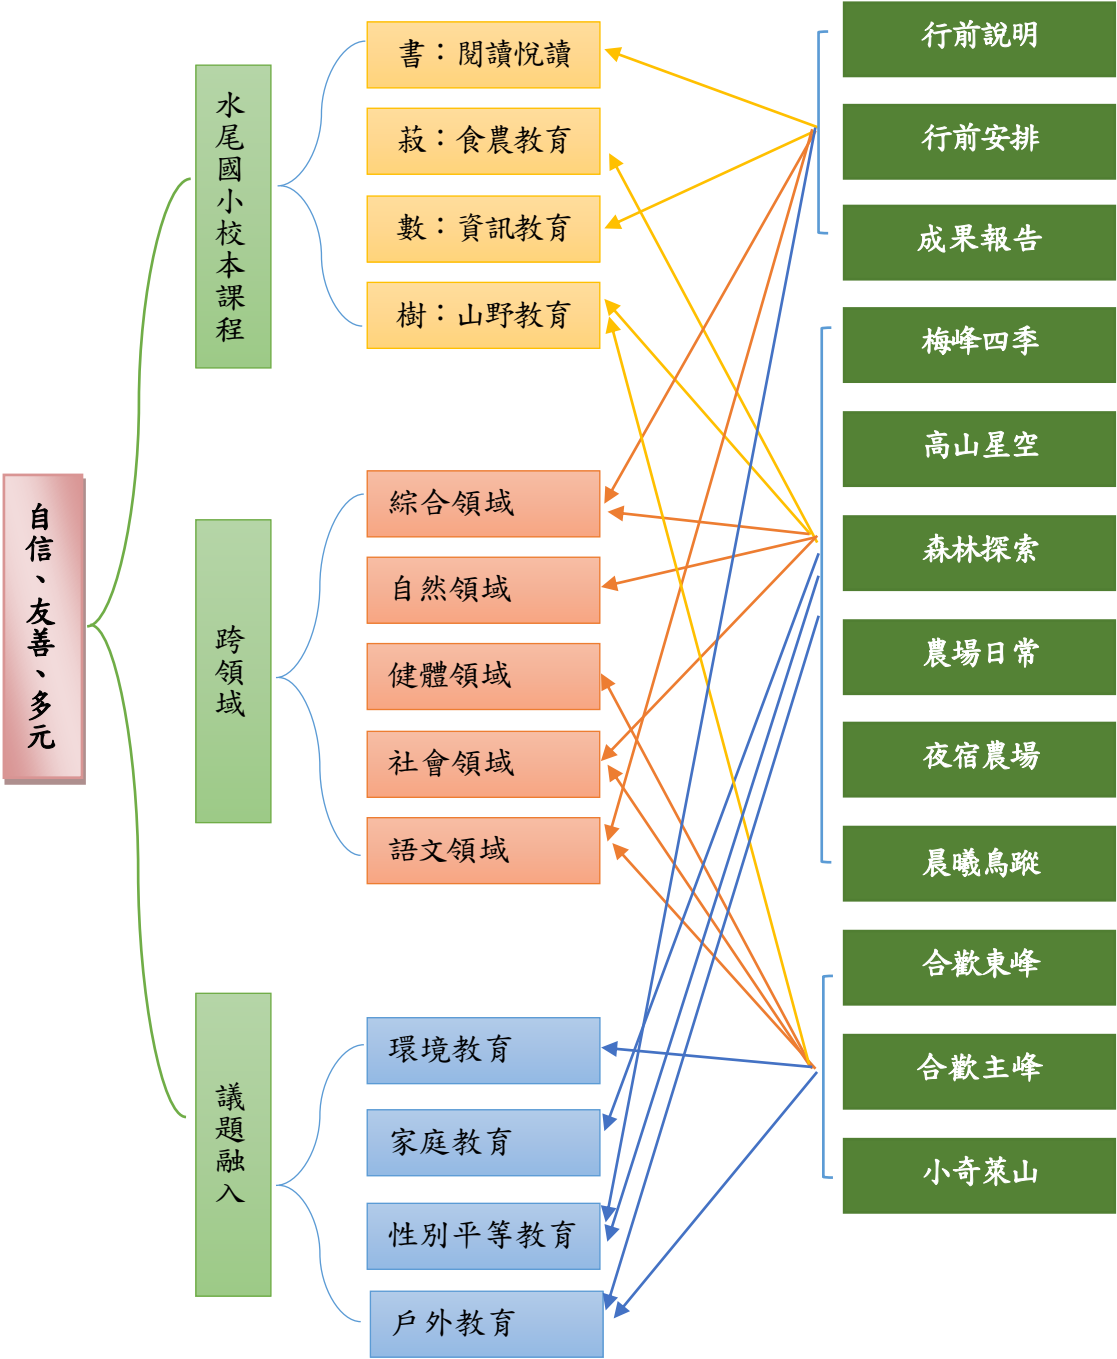 自信、友善、多元
水尾國小校本課程
書：閱讀悅讀
菽：食農教育
數：資訊教育
樹：山野教育
跨領域
綜合領域
自然領域
健體領域
社會領域
語文領域
議題融入
環境教育
家庭教育
性別平等教育
戶外教育
行前說明
行前安排
成果報告
梅峰四季
高山星空
森林探索
農場日常
夜宿農場
晨曦鳥蹤
合歡東峰
合歡主峰
小奇萊山